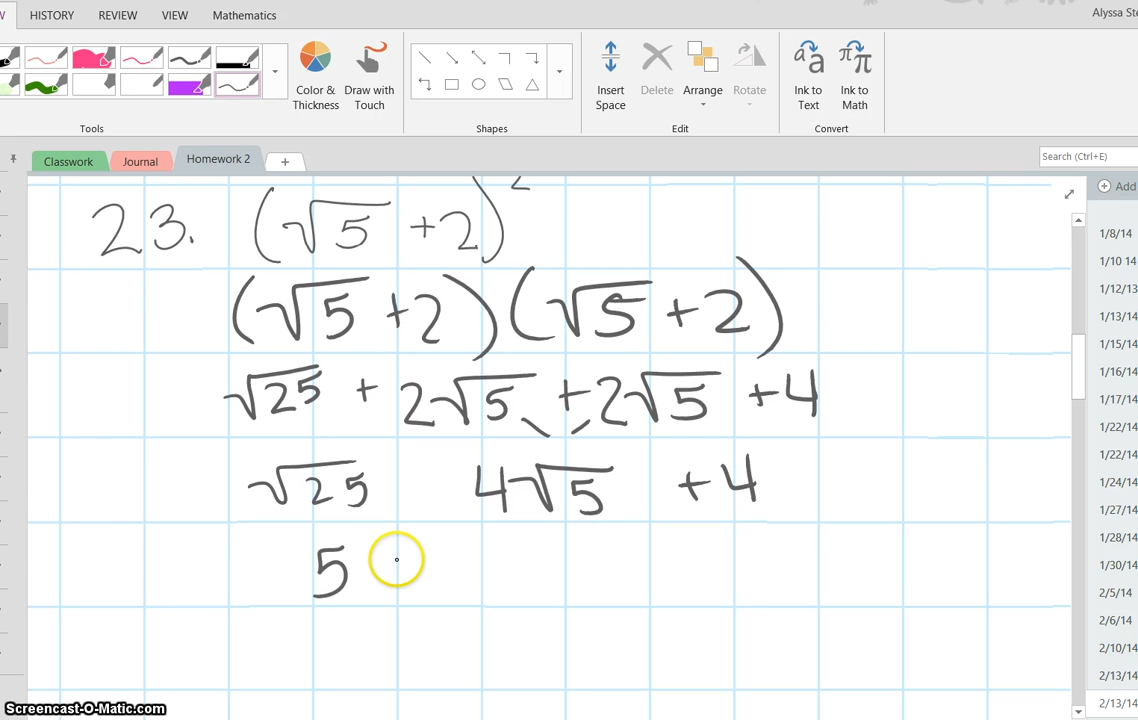 HISTORY REVIEW VIEW Mathematics
Alyssa Ste
Color & Thickness
Draw with Touch
Insert Space
Delete
Arrange
Rotate
Ink to Text
Ink to Math
Tools
Shapes
Edit
Convert
Classwork Journal Homework 2 +
Search (Ctrl+E)
Add
23. (√5 +2)²
(√5 +2)(√5 +2)
√25 + 2√5 + 2√5 +4
√25 4√5 +4
5
1/8/14
1/10 14
1/12/13
1/13/14
1/15/14
1/16/14
1/17/14
1/22/14
1/22/14
1/24/14
1/27/14
1/28/14
1/30/14
2/5/14
2/6/14
2/10/14
2/13/14
2/13/14
Screencast-O-Matic.com